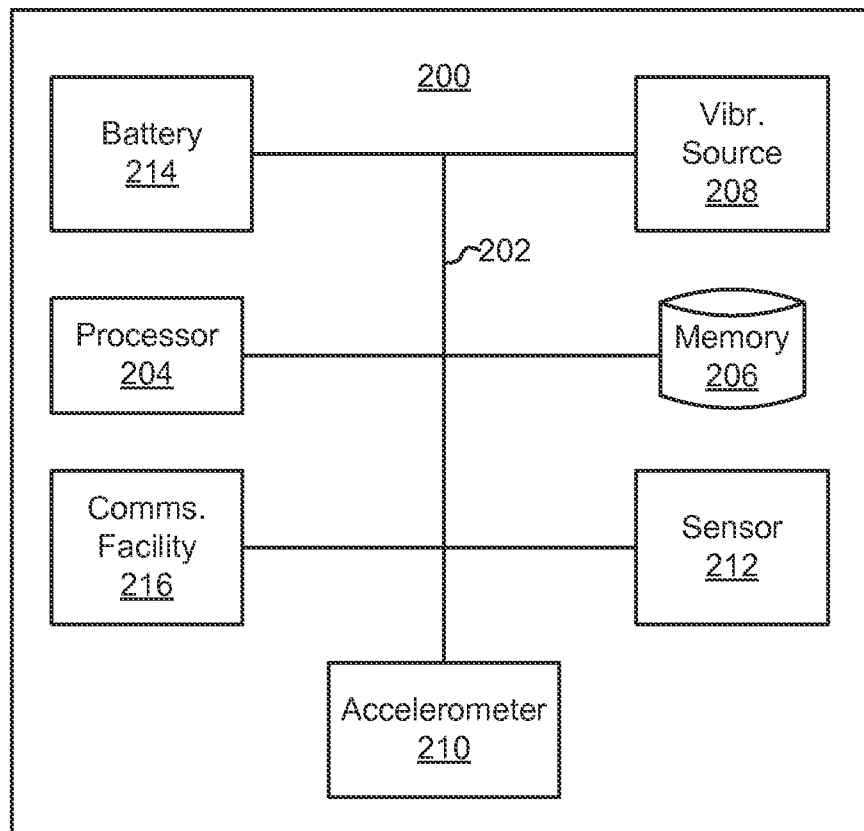 200
Battery
214
Vibr.
Source
208
202
Processor
204
Memory
206
Comms.
Facility
216
Sensor
212
Accelerometer
210